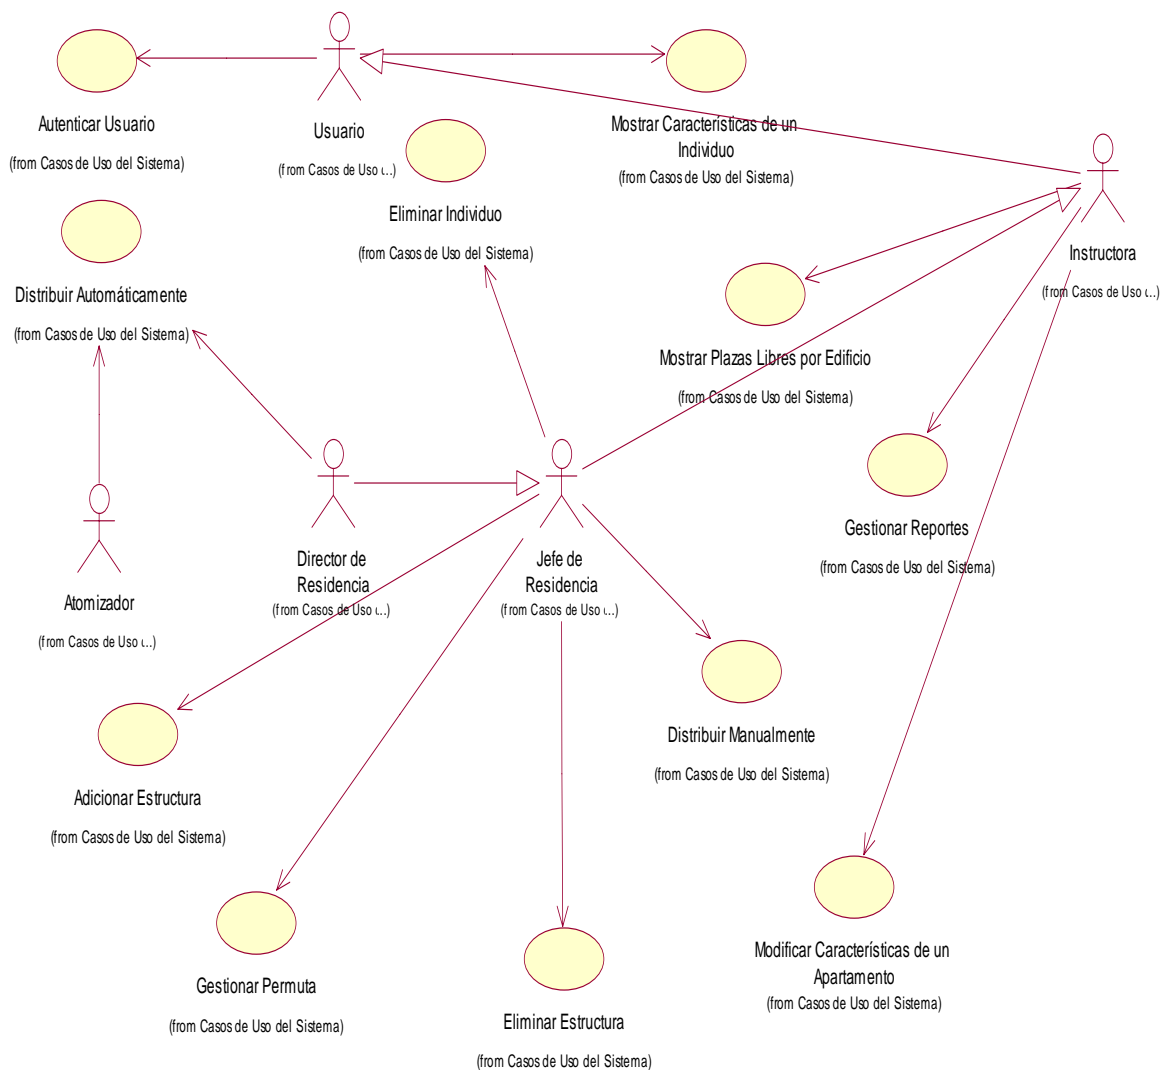 Autenticar Usuario
(from Casos de Uso del Sistema)
Usuario
(from Casos de Uso ...)
Mostrar Características de un
Individuo
(from Casos de Uso del Sistema)
Eliminar Individuo
(from Casos de Uso del Sistema)
Instructora
(from Casos de Uso ...)
Distribuir Automáticamente
(from Casos de Uso del Sistema)
Mostrar Plazas Libres por Edificio
(from Casos de Uso del Sistema)
Gestionar Reportes
(from Casos de Uso del Sistema)
Director de
Residencia
(from Casos de Uso ...)
Jefe de
Residencia
(from Casos de Uso ...)
Atomizador
(from Casos de Uso ...)
Distribuir Manualmente
(from Casos de Uso del Sistema)
Adicionar Estructura
(from Casos de Uso del Sistema)
Modificar Características de un
Apartamento
(from Casos de Uso del Sistema)
Gestionar Permuta
(from Casos de Uso del Sistema)
Eliminar Estructura
(from Casos de Uso del Sistema)